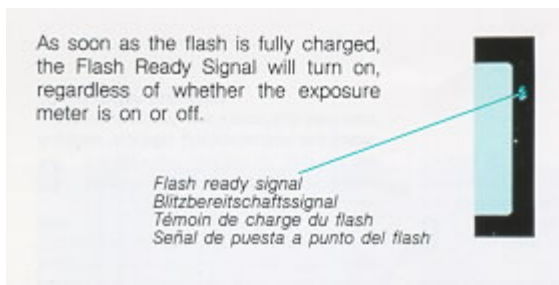 As soon as the flash is fully charged,
the Flash Ready Signal will turn on,
regardless of whether the exposure
meter is on or off.
Flash ready signal
Blitzbereitschaftssignal
Témoin de charge du flash
Señal de puesta a punto del flash